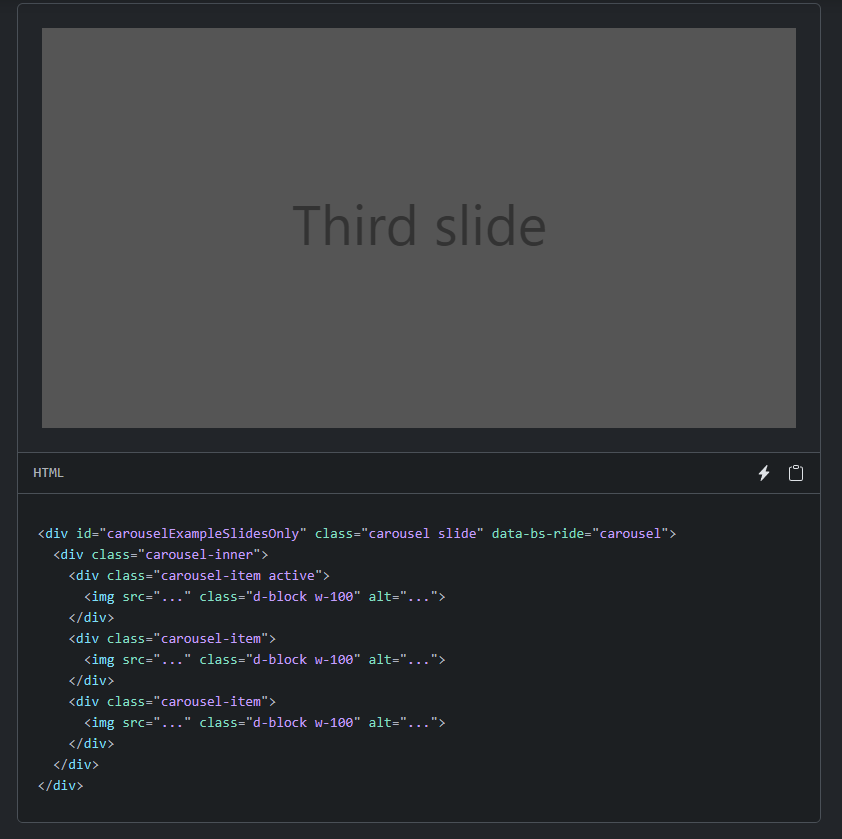 Third slide
HTML
<div id="carouselExampleSlidesOnly" class="carousel slide" data-bs-ride="carousel">
  <div class="carousel-inner">
    <div class="carousel-item active">
      <img src="..." class="d-block w-100" alt="...">
    </div>
    <div class="carousel-item">
      <img src="..." class="d-block w-100" alt="...">
    </div>
    <div class="carousel-item">
      <img src="..." class="d-block w-100" alt="...">
    </div>
  </div>
</div>